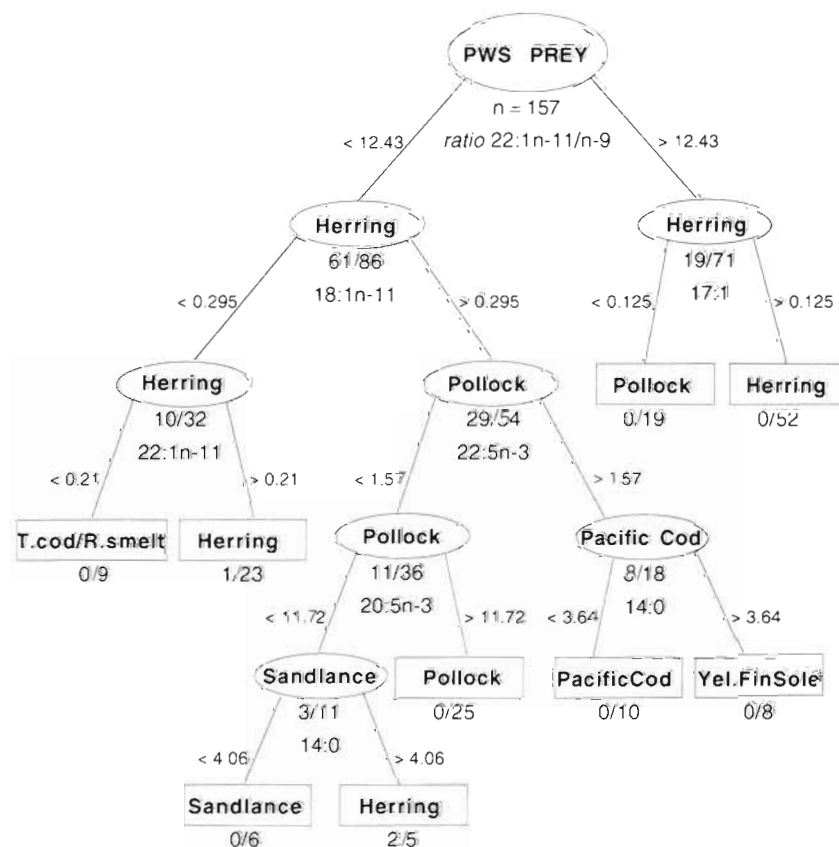 PWS PREY
n = 157
ratio 22:1n-11/n-9
< 12.43
> 12.43
Herring
61/86
18:1n-11
Herring
19/71
17:1
< 0.295
> 0.295
< 0.125
> 0.125
Herring
10/32
22:1n-11
Pollock
29/54
22:5n-3
Pollock
0/19
Herring
0/52
< 0.21
> 0.21
< 1.57
> 1.57
T.cod/R.smelt
0/9
Herring
1/23
Pollock
11/36
20:5n-3
Pacific Cod
8/18
14:0
< 11.72
> 11.72
< 3.64
> 3.64
Sandlance
3/11
14:0
Pollock
0/25
PacificCod
0/10
Yel.FinSole
0/8
< 4.06
> 4.06
Sandlance
0/6
Herring
2/5